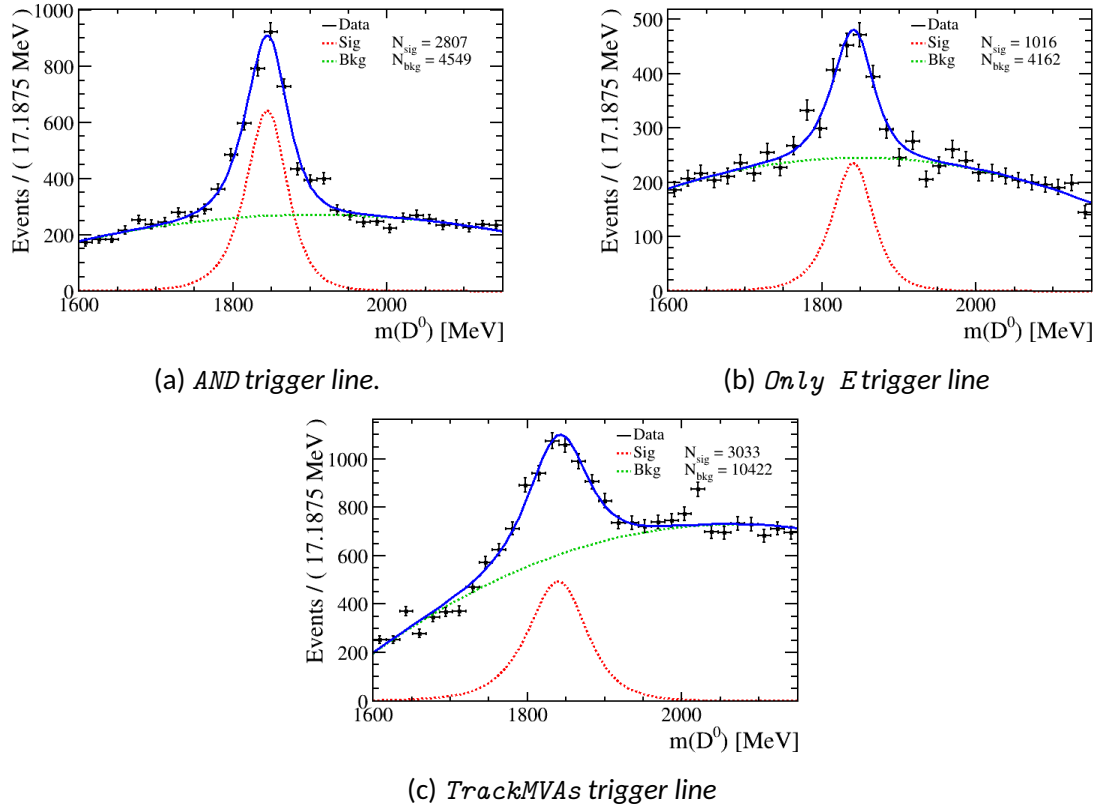 Events / ( 17.1875 MeV )
1000
800
600
400
200
0
Data
Sig
Bkg
N_sig = 2807
N_bkg = 4549
1600 1800 2000
m(D⁰) [MeV]
(a) AND trigger line.
Events / ( 17.1875 MeV )
500
400
300
200
100
0
Data
Sig
Bkg
N_sig = 1016
N_bkg = 4162
1600 1800 2000
m(D⁰) [MeV]
(b) Only E trigger line
Events / ( 17.1875 MeV )
1000
800
600
400
200
0
Data
Sig
Bkg
N_sig = 3033
N_bkg = 10422
1600 1800 2000
m(D⁰) [MeV]
(c) TrackMVAs trigger line